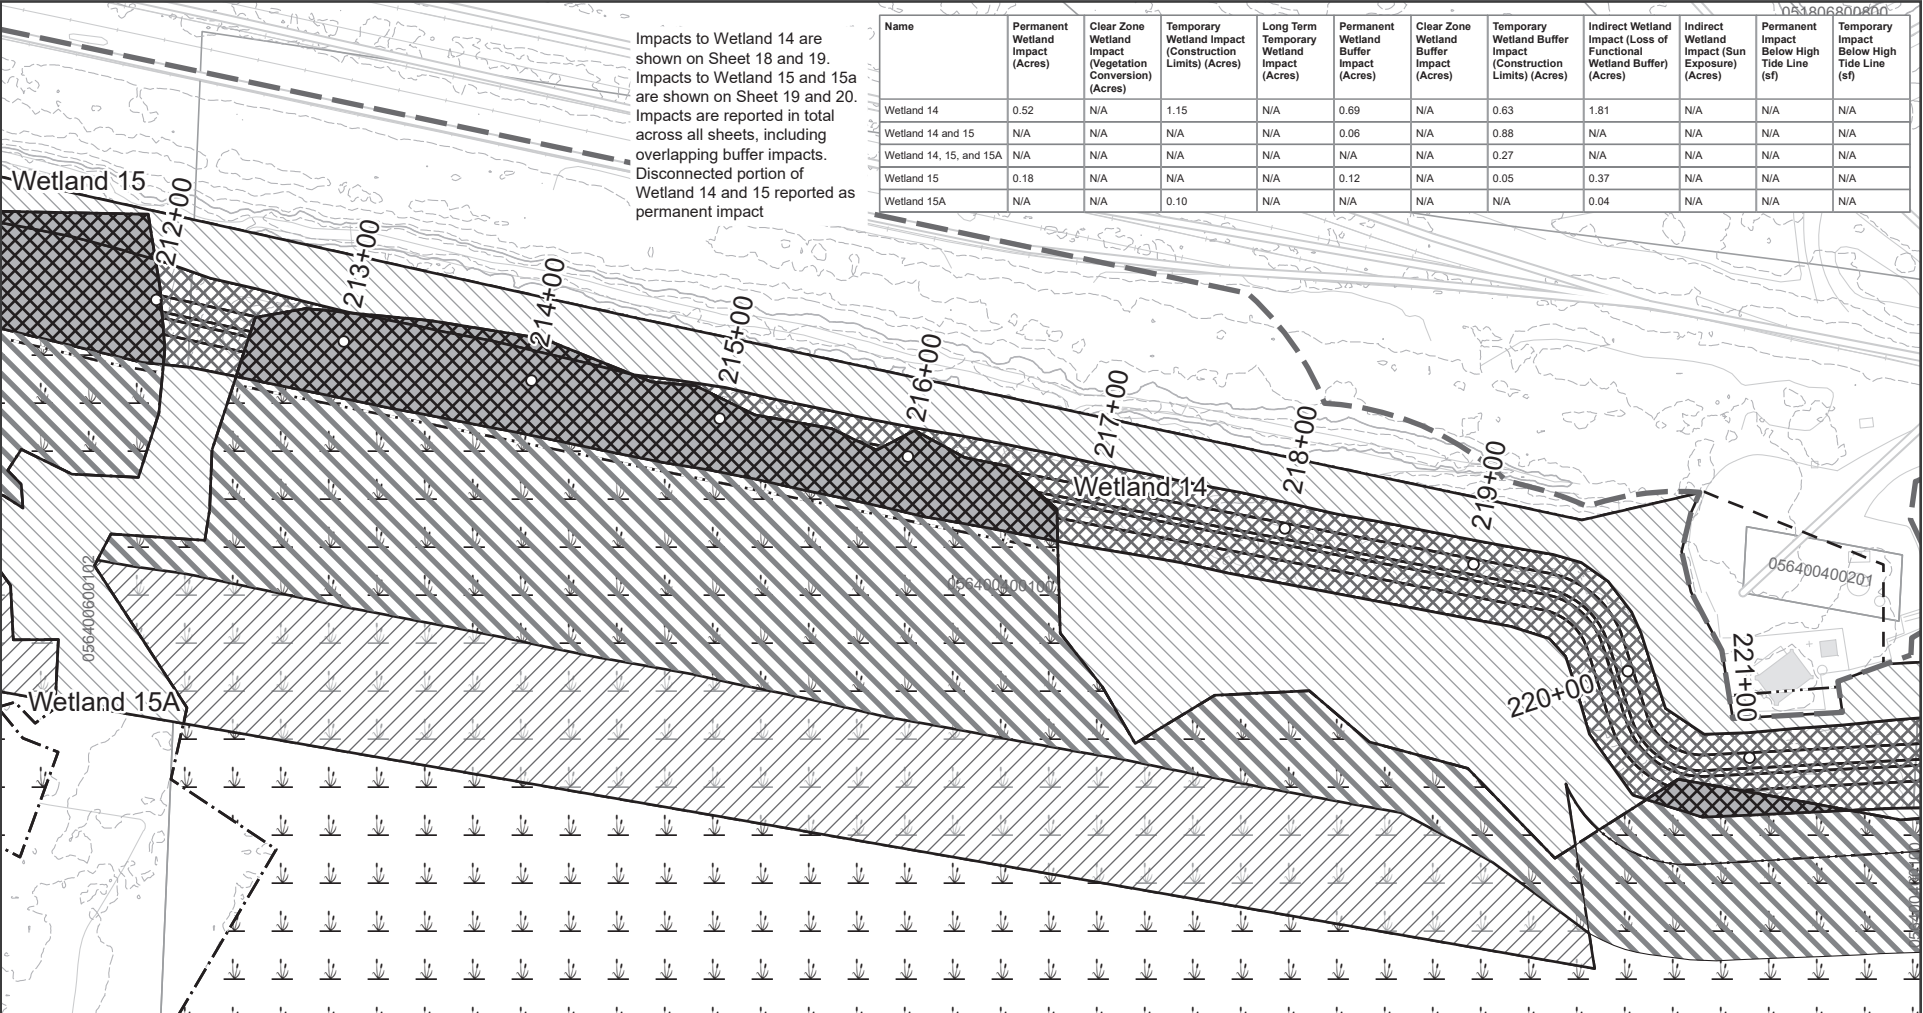 051806800800
Impacts to Wetland 14 are
shown on Sheet 18 and 19.
Impacts to Wetland 15 and 15a
are shown on Sheet 19 and 20.
Impacts are reported in total
across all sheets, including
overlapping buffer impacts.
Disconnected portion of
Wetland 14 and 15 reported as
permanent impact
Name
Permanent
Wetland
Impact
(Acres)
Clear Zone
Wetland
Impact
(Vegetation
Conversion)
(Acres)
Temporary
Wetland Impact
(Construction
Limits) (Acres)
Long Term
Temporary
Wetland
Impact
(Acres)
Permanent
Wetland
Buffer
Impact
(Acres)
Clear Zone
Wetland
Buffer
Impact
(Acres)
Temporary
Wetland Buffer
Impact
(Construction
Limits) (Acres)
Indirect Wetland
Impact (Loss of
Functional
Wetland Buffer)
(Acres)
Indirect
Wetland
Impact (Sun
Exposure)
(Acres)
Permanent
Impact
Below High
Tide Line
(sf)
Temporary
Impact
Below High
Tide Line
(sf)
Wetland 14 0.52 N/A 1.15 N/A 0.69 N/A 0.63 1.81 N/A N/A N/A
Wetland 14 and 15 N/A N/A N/A N/A 0.06 N/A 0.88 N/A N/A N/A N/A
Wetland 14, 15, and 15A N/A N/A N/A N/A N/A N/A 0.27 N/A N/A N/A N/A
Wetland 15 0.18 N/A N/A N/A 0.12 N/A 0.05 0.37 N/A N/A N/A
Wetland 15A N/A N/A 0.10 N/A N/A N/A N/A 0.04 N/A N/A N/A
Wetland 15
212+00
213+00
214+00
215+00
216+00
217+00
218+00
219+00
Wetland 14
056400400100
056400400201
056400600102
220+00
221+00
Wetland 15A